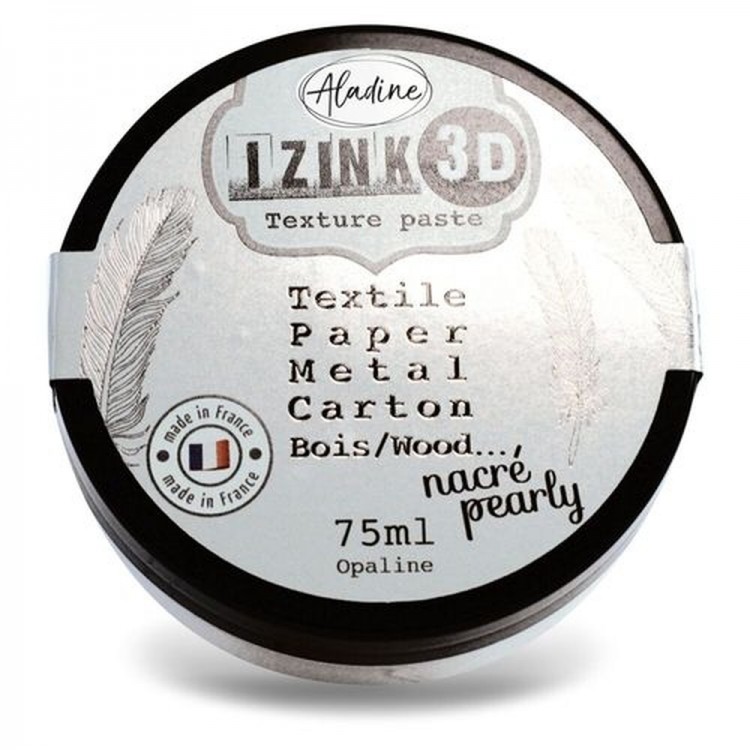 Aladine
IZINK 3D
Texture paste
Textile
Paper
Metal
Carton
Bois/Wood...
nacré
pearly
made in France
made in France
75ml
Opaline